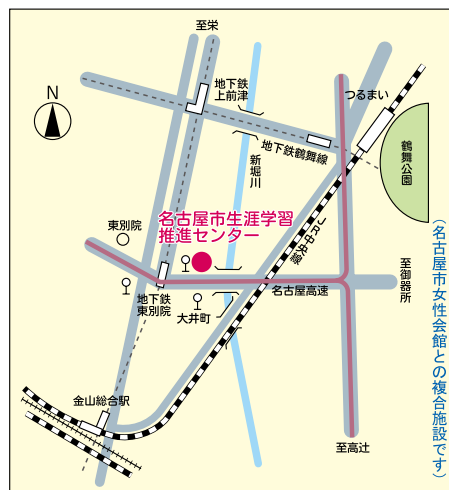 至栄
地下鉄
上前津
つるまい
N
地下鉄鶴舞線
鶴舞公園
新堀川
名古屋市生涯学習
推進センター
東別院
JR中央線
至御器所
地下鉄
東別院
名古屋高速
大井町
(名古屋市女性会館との複合施設です)
金山総合駅
至高辻